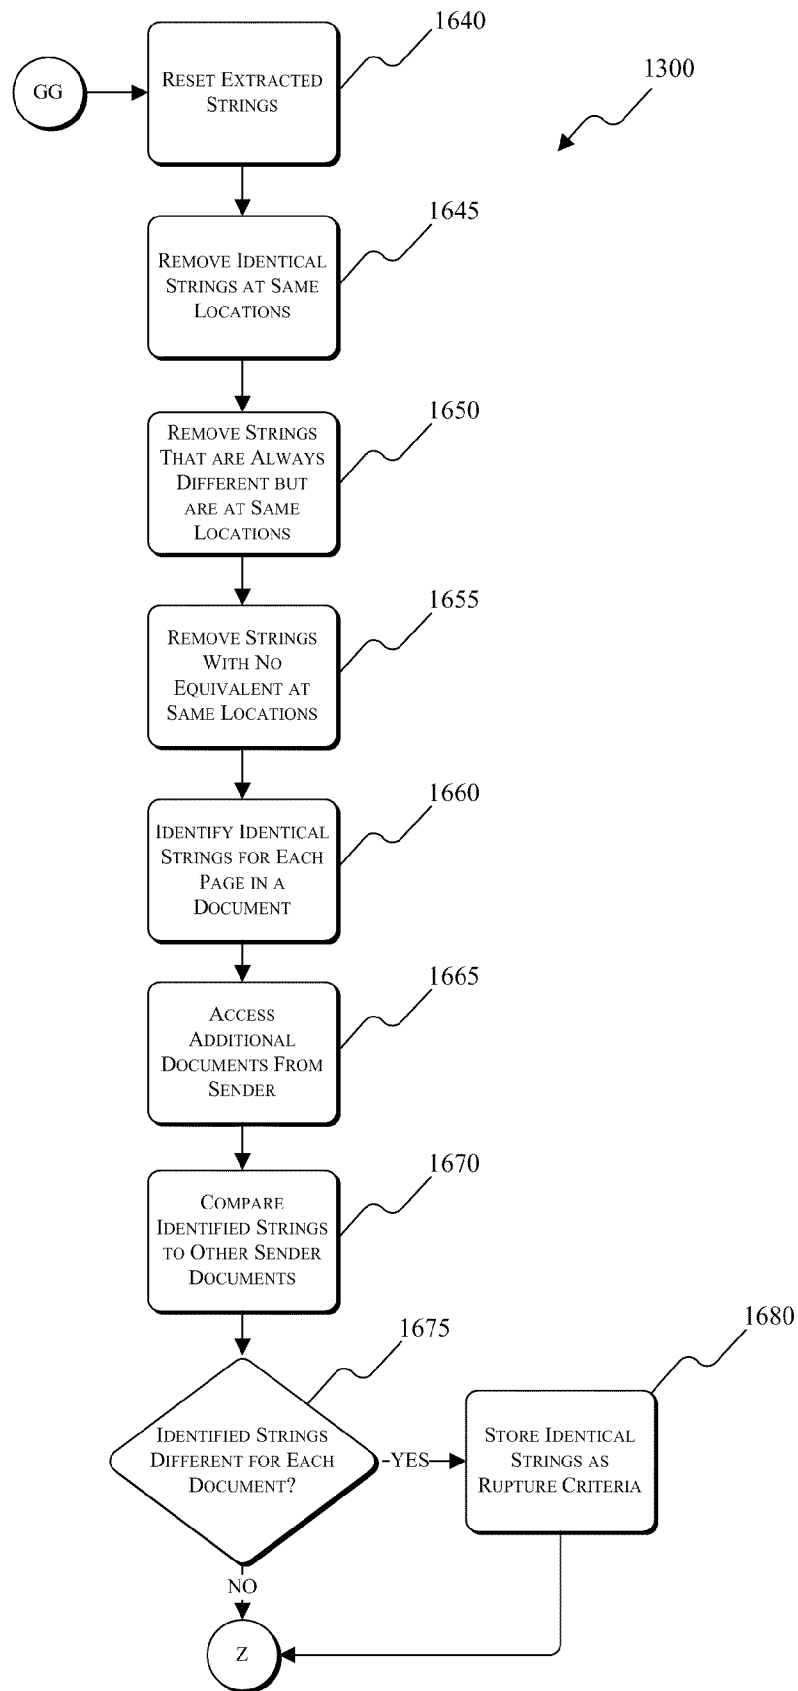 1640
GG
RESET EXTRACTED
STRINGS
1300
1645
REMOVE IDENTICAL
STRINGS AT SAME
LOCATIONS
1650
REMOVE STRINGS
THAT ARE ALWAYS
DIFFERENT BUT
ARE AT SAME
LOCATIONS
1655
REMOVE STRINGS
WITH NO
EQUIVALENT AT
SAME LOCATIONS
1660
IDENTIFY IDENTICAL
STRINGS FOR EACH
PAGE IN A
DOCUMENT
1665
ACCESS
ADDITIONAL
DOCUMENTS FROM
SENDER
1670
COMPARE
IDENTIFIED STRINGS
TO OTHER SENDER
DOCUMENTS
1675
IDENTIFIED STRINGS
DIFFERENT FOR EACH
DOCUMENT?
YES
1680
STORE IDENTICAL
STRINGS AS
RUPTURE CRITERIA
NO
Z